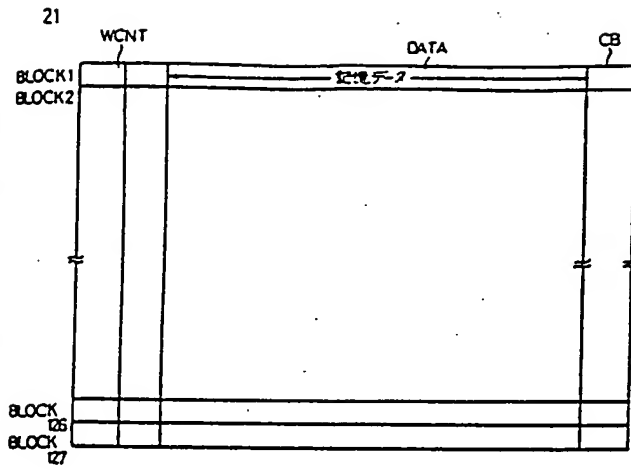 21
WCNT
DATA
CB
BLOCK1
記憶データ
BLOCK2
BLOCK
126
BLOCK
127